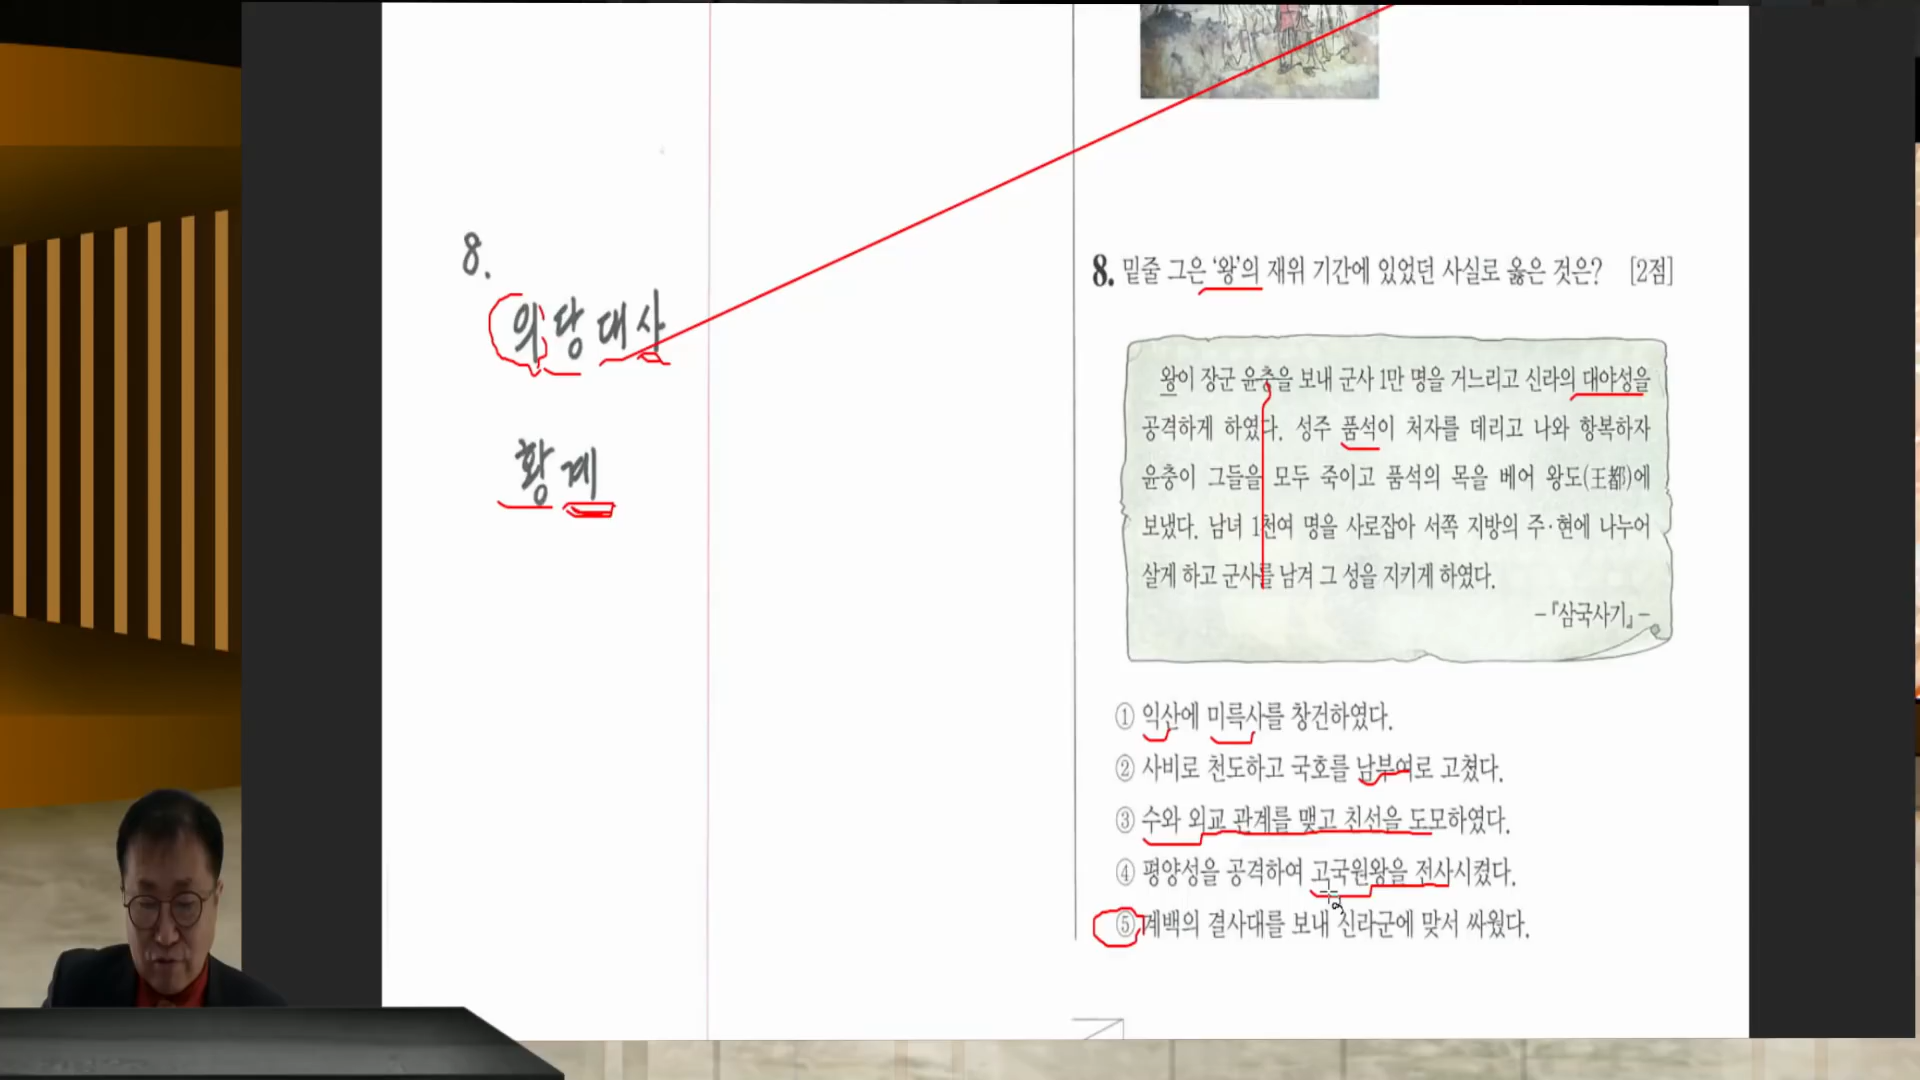 8.
의당대사
황계
8. 밑줄 그은 '왕'의 재위 기간에 있었던 사실로 옳은 것은? [2점]
왕이 장군 윤충을 보내 군사 1만 명을 거느리고 신라의 대야성을
공격하게 하였다. 성주 품석이 처자를 데리고 나와 항복하자
윤충이 그들을 모두 죽이고 품석의 목을 베어 왕도(王都)에
보냈다. 남녀 1천여 명을 사로잡아 서쪽 지방의 주·현에 나누어
살게 하고 군사를 남겨 그 성을 지키게 하였다.
-『삼국사기』-
① 익산에 미륵사를 창건하였다.
② 사비로 천도하고 국호를 남부여로 고쳤다.
③ 수와 외교 관계를 맺고 친선을 도모하였다.
④ 평양성을 공격하여 고국원왕을 전사시켰다.
⑤ 계백의 결사대를 보내 신라군에 맞서 싸웠다.